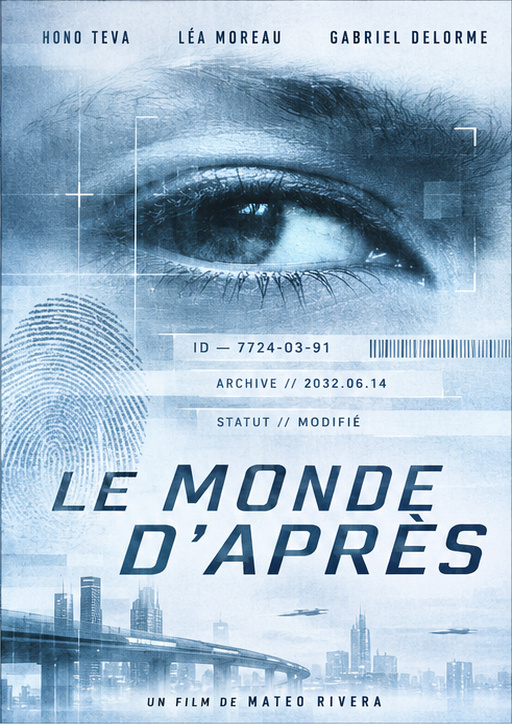 HONO TEVA LÉA MOREAU GABRIEL DELORME
ID — 7724-03-91
ARCHIVE // 2032.06.14
STATUT // MODIFIÉ
LE MONDE
D'APRÈS
UN FILM DE MATEO RIVERA